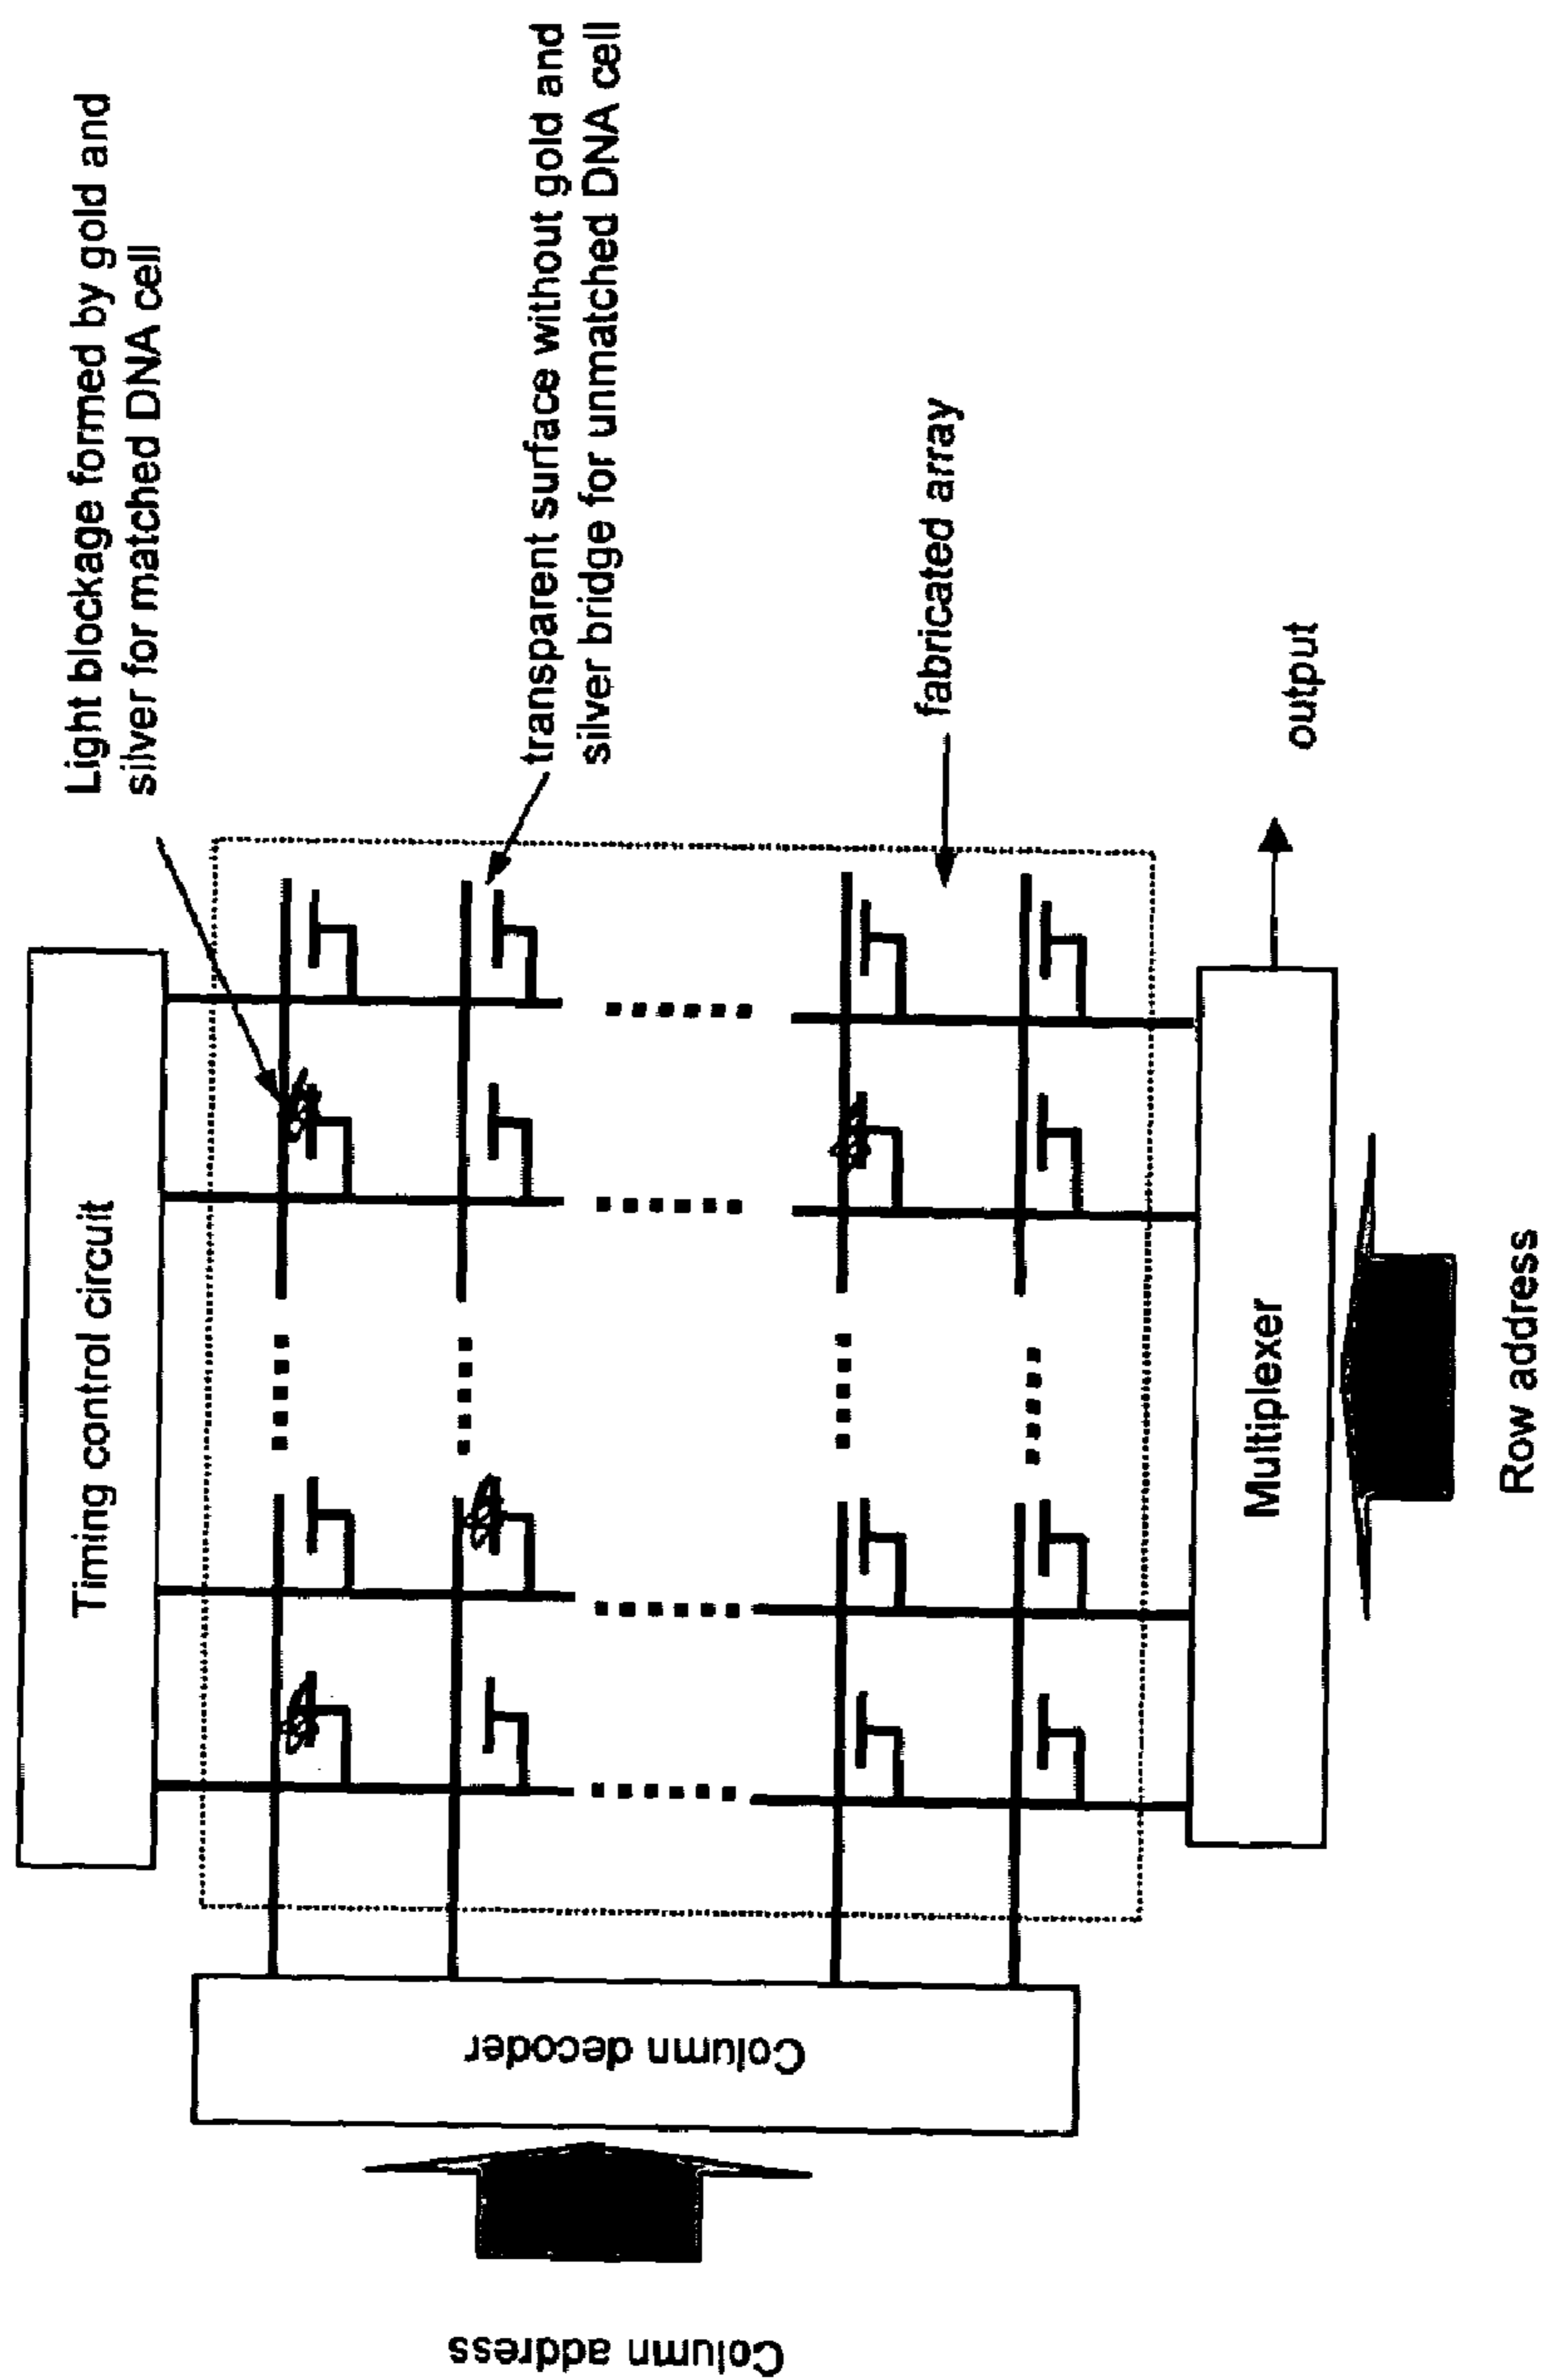 Light blockage formed by gold and
silver for matched DNA cell
transparent surface without gold and
silver bridge for unmatched DNA cell
fabricated array
output
Timing control circuit
Column address
Column decoder
Multiplexer
Row address